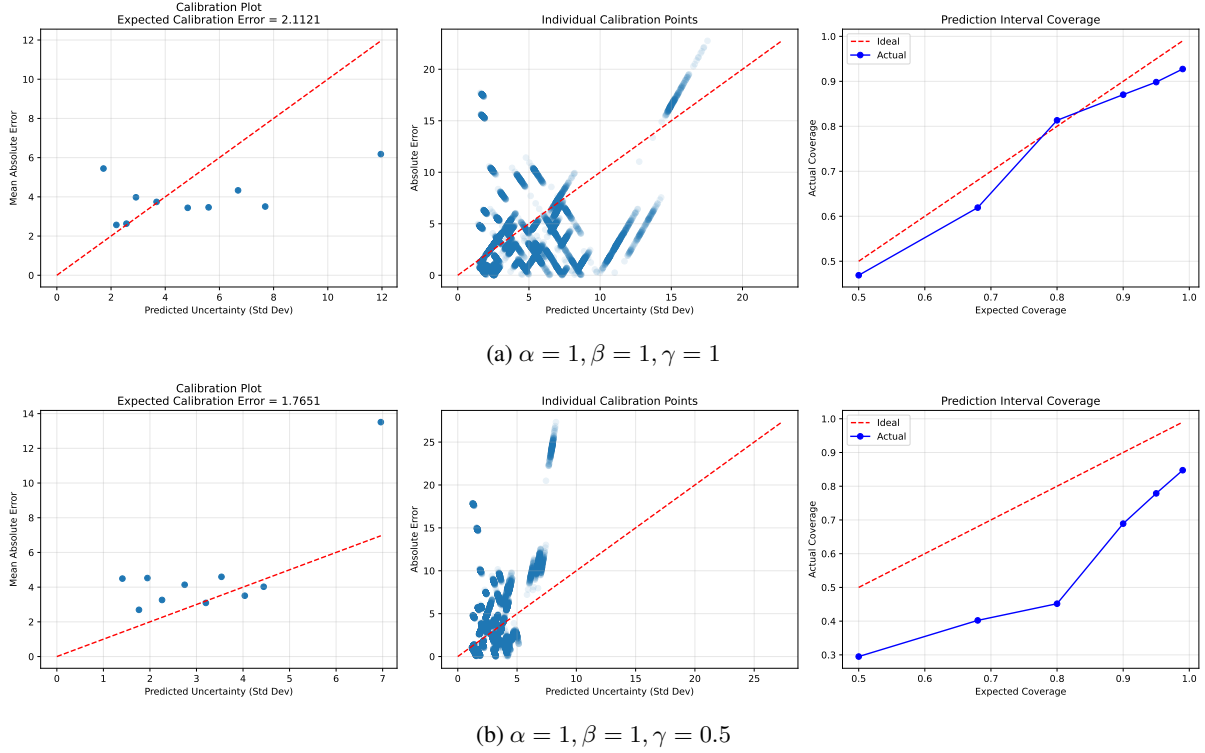 Calibration Plot
Expected Calibration Error = 2.1121
Mean Absolute Error
12
10
8
6
4
2
0
0 2 4 6 8 10 12
Predicted Uncertainty (Std Dev)
Individual Calibration Points
Absolute Error
20
15
10
5
0
0 5 10 15 20
Predicted Uncertainty (Std Dev)
Prediction Interval Coverage
Ideal
Actual
Actual Coverage
1.0
0.9
0.8
0.7
0.6
0.5
0.5 0.6 0.7 0.8 0.9 1.0
Expected Coverage
(a) α = 1, β = 1, γ = 1
Calibration Plot
Expected Calibration Error = 1.7651
Mean Absolute Error
14
12
10
8
6
4
2
0
0 1 2 3 4 5 6 7
Predicted Uncertainty (Std Dev)
Individual Calibration Points
Absolute Error
25
20
15
10
5
0
0 5 10 15 20 25
Predicted Uncertainty (Std Dev)
Prediction Interval Coverage
Ideal
Actual
Actual Coverage
1.0
0.9
0.8
0.7
0.6
0.5
0.4
0.3
0.5 0.6 0.7 0.8 0.9 1.0
Expected Coverage
(b) α = 1, β = 1, γ = 0.5